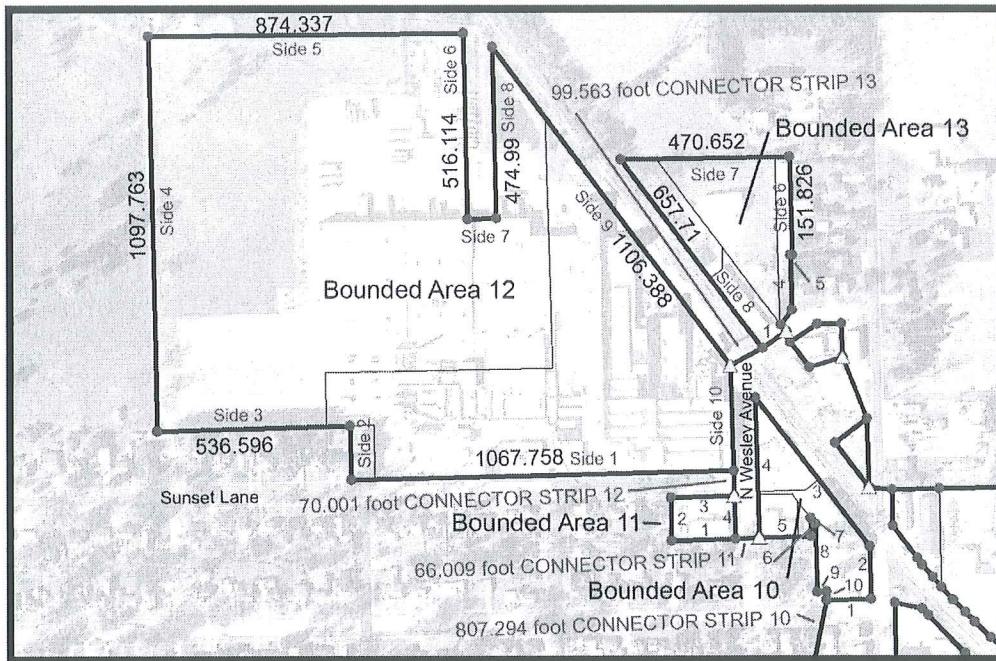 874.337
Side 5
Side 6
516.114
474.99 Side 8
Side 7
1097.763
Side 4
Side 9
1106.388
99.563 foot CONNECTOR STRIP 13
Bounded Area 13
470.652
Side 7
657.71
Side 8
Side 6
151.826
4
5
1
Bounded Area 12
Side 3
536.596
Side 2
Sunset Lane
1067.758 Side 1
Side 10
N Wesley Avenue
70.001 foot CONNECTOR STRIP 12
3
2
4
1
Bounded Area 11
66,009 foot CONNECTOR STRIP 11
4
3
5
6
7
8
2
9
10
1
Bounded Area 10
807.294 foot CONNECTOR STRIP 10